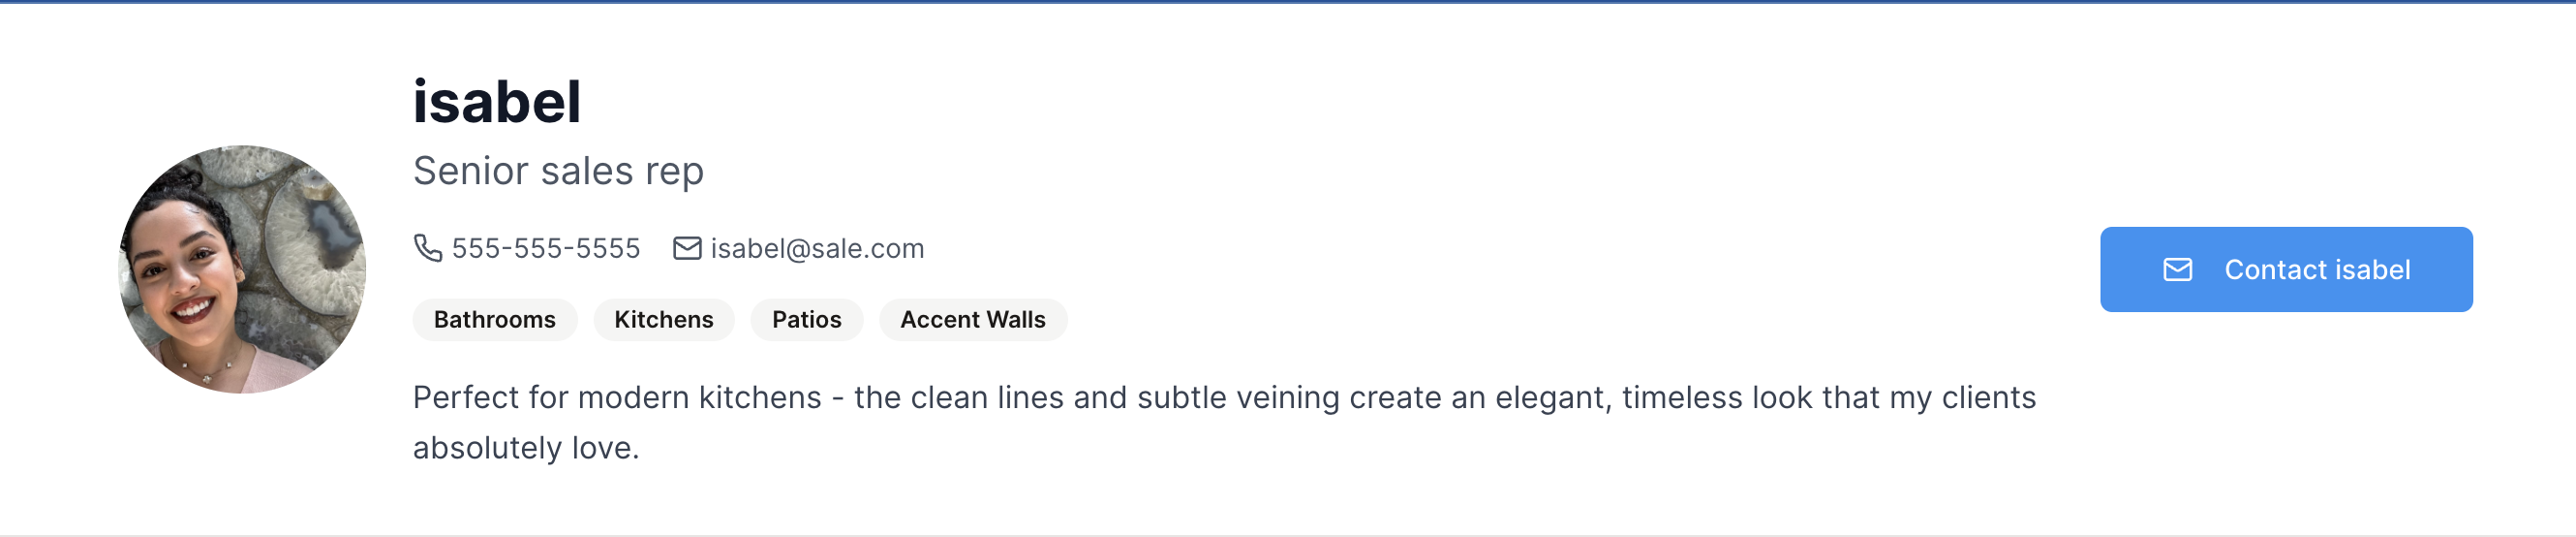 isabel
Senior sales rep
555-555-5555 isabel@sale.com
Bathrooms Kitchens Patios Accent Walls
Contact isabel
Perfect for modern kitchens - the clean lines and subtle veining create an elegant, timeless look that my clients
absolutely love.